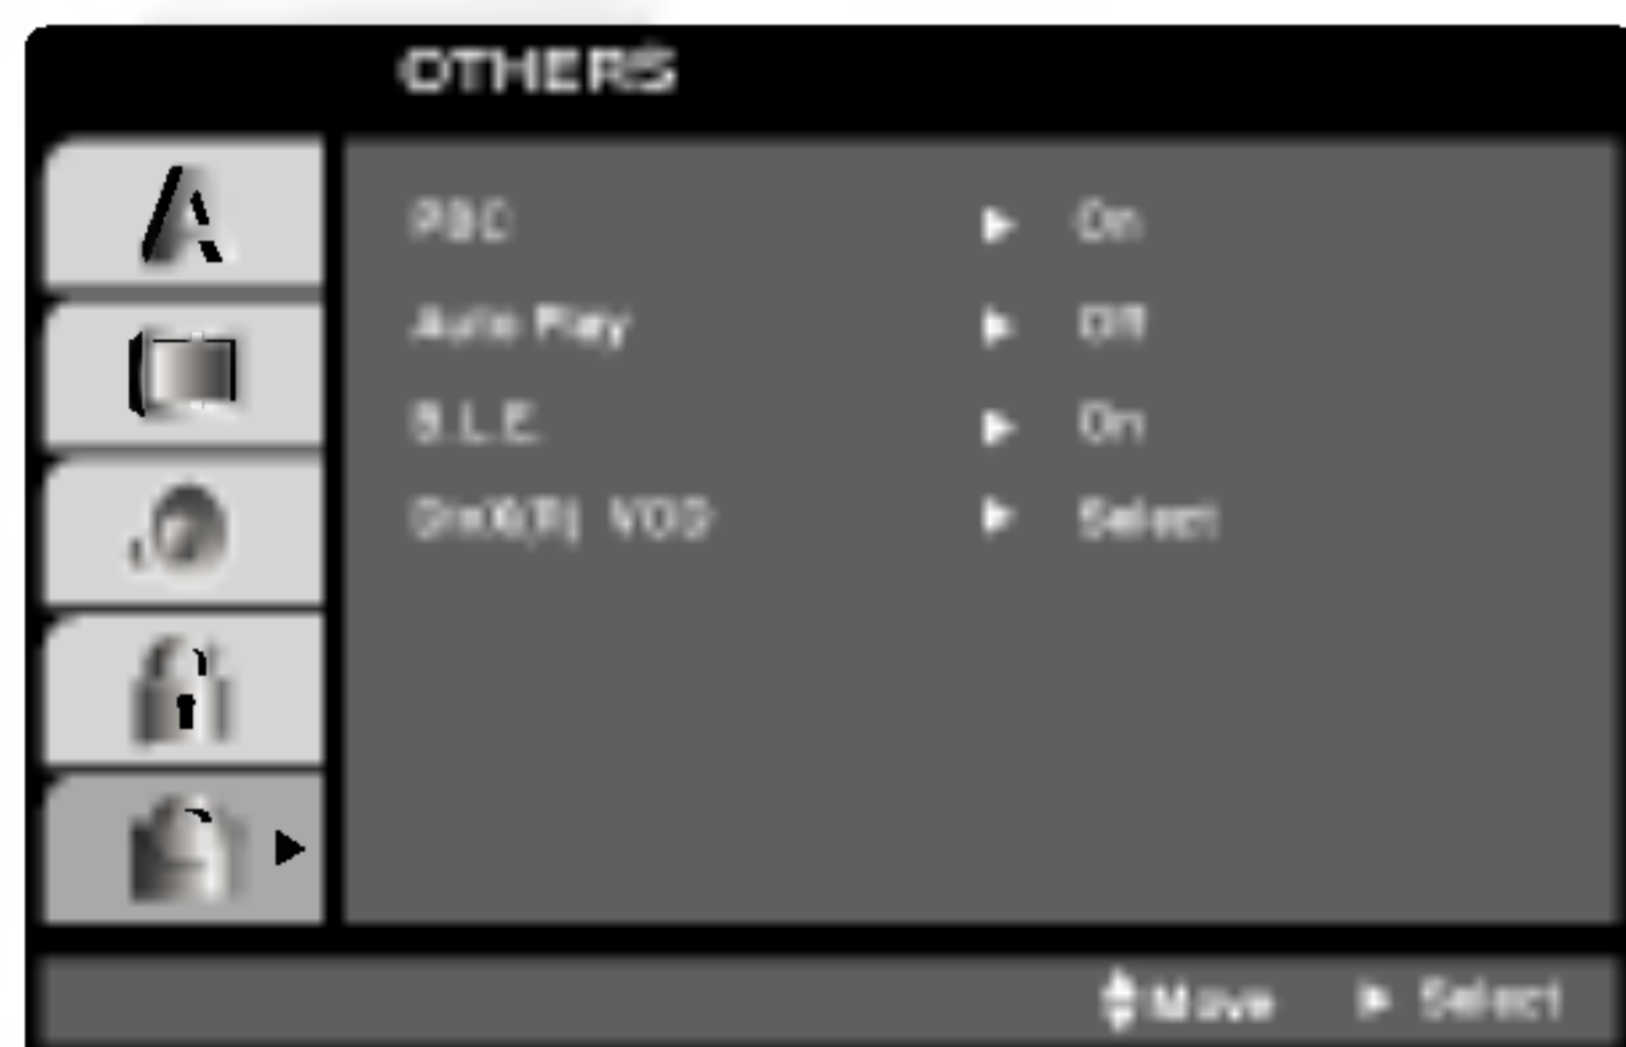 OTHERS
PBC ▶ On
Auto Play ▶ Off
B.L.E. ▶ On
DivX(R) VOD ▶ Select
Move ▶ Select